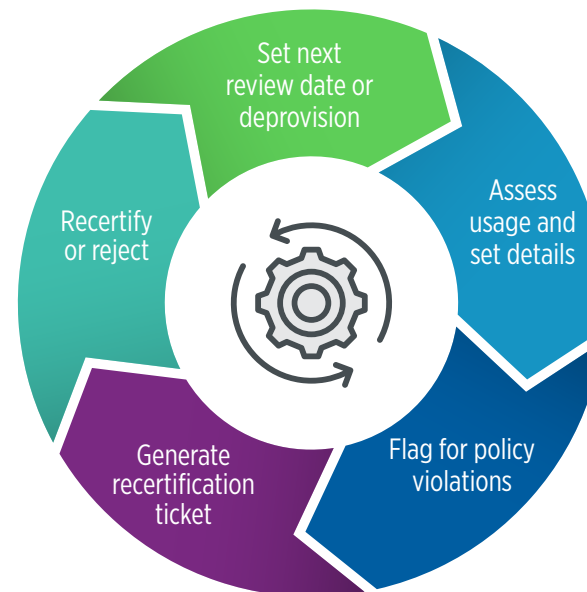 Set next
review date or
deprovision
Assess
usage and
set details
Flag for policy
violations
Generate
recertification
ticket
Recertify
or reject